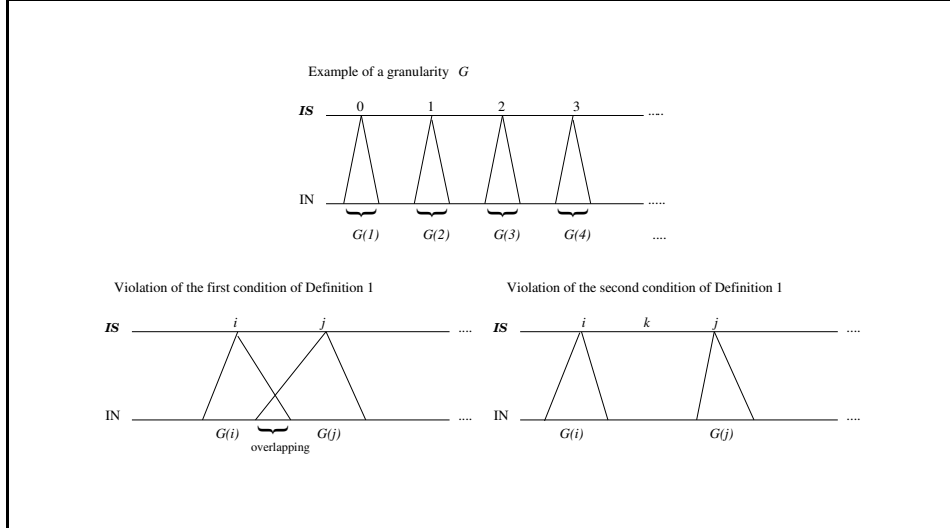 Example of a granularity G
IS 0 1 2 3 .....
IN .....
G(1) G(2) G(3) G(4) ....
Violation of the first condition of Definition 1
IS i j ....
IN ....
G(i) G(j)
overlapping
Violation of the second condition of Definition 1
IS i k j ....
IN ....
G(i) G(j)